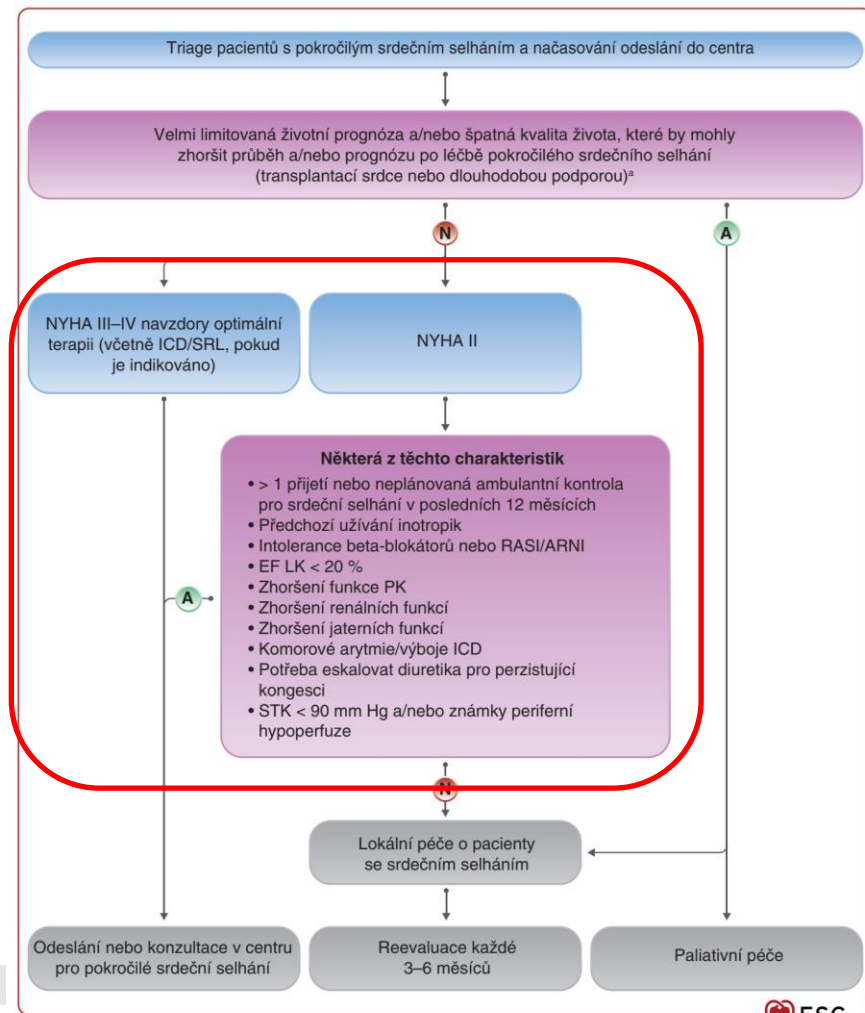 Triage pacientů s pokročilým srdečním selháním a načasování odeslání do centra
Velmi limitovaná životní prognóza a/nebo špatná kvalita života, které by mohly
zhoršit průběh a/nebo prognózu po léčbě pokročilého srdečního selhání
(transplantací srdce nebo dlouhodobou podporou)ᵃ
N
A
NYHA III–IV navzdory optimální
terapii (včetně ICD/SRL, pokud
je indikováno)
NYHA II
Některá z těchto charakteristik
• > 1 přijetí nebo neplánovaná ambulantní kontrola
pro srdeční selhání v posledních 12 měsících
• Předchozí užívání inotropik
• Intolerance beta-blokátorů nebo RASI/ARNI
• EF LK < 20 %
• Zhoršení funkce PK
• Zhoršení renálních funkcí
• Zhoršení jaterních funkcí
• Komorové arytmie/výboje ICD
• Potřeba eskalovat diuretika pro perzistující
kongesci
• STK < 90 mm Hg a/nebo známky periferní
hypoperfuze
A
N
Lokální péče o pacienty
se srdečním selháním
Odeslání nebo konzultace v centru
pro pokročilé srdeční selhání
Reevaluace každé
3–6 měsíců
Paliativní péče
ESC